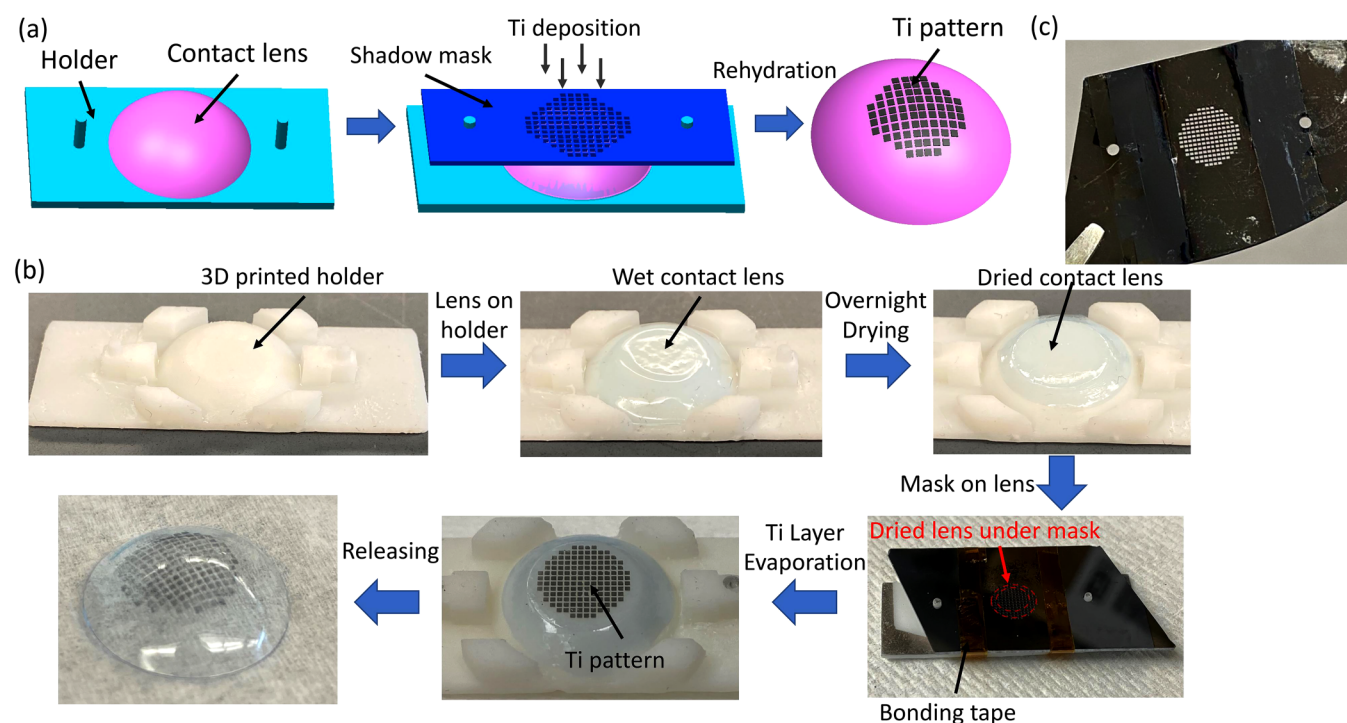 (a)
Holder
Contact lens
Shadow mask
Ti deposition
Rehydration
Ti pattern
(c)
(b)
3D printed holder
Lens on
holder
Wet contact lens
Overnight
Drying
Dried contact lens
Mask on lens
Dried lens under mask
Bonding tape
Ti Layer
Evaporation
Ti pattern
Releasing